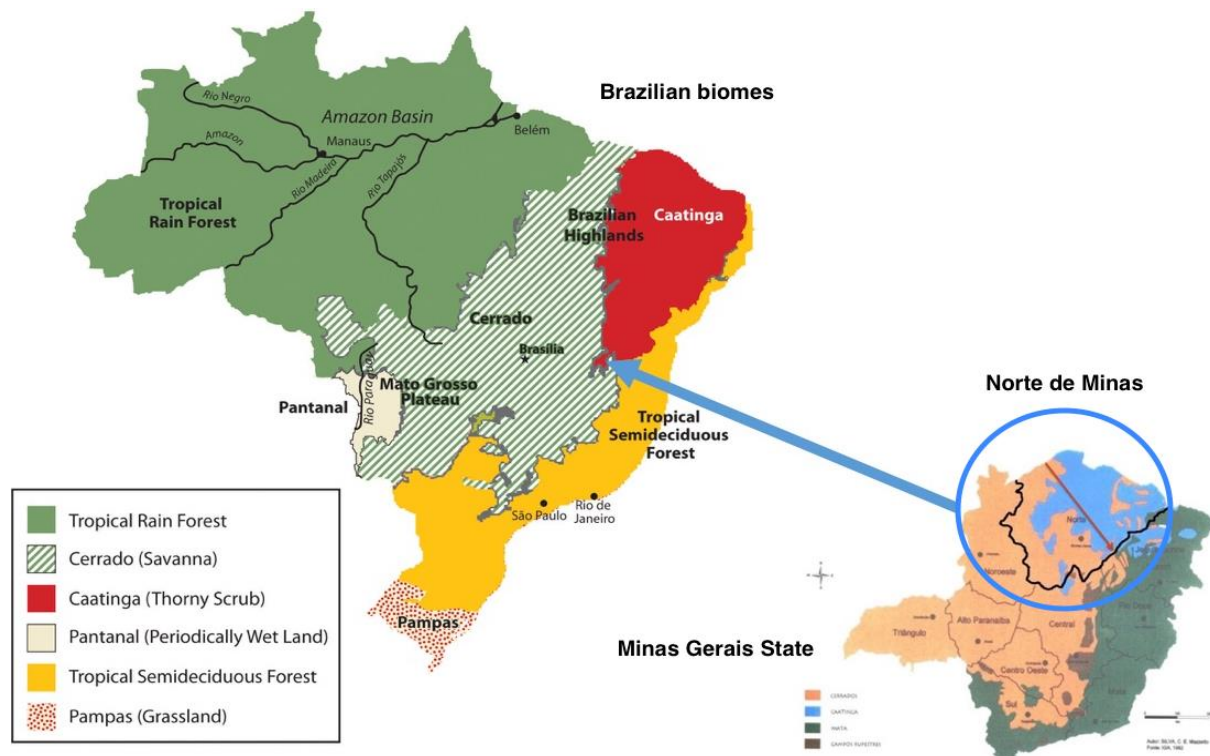 Brazilian biomes
Rio Negro
Amazon Basin
Amazon
Manaus
Belém
Rio Madeira
Rio Tapajós
Tropical
Rain Forest
Brazilian
Highlands
Caatinga
Cerrado
Brasília
Rio Paraguay
Mato Grosso
Plateau
Pantanal
Tropical
Semideciduous
Forest
São Paulo
Rio de
Janeiro
Pampas
Tropical Rain Forest
Cerrado (Savanna)
Caatinga (Thorny Scrub)
Pantanal (Periodically Wet Land)
Tropical Semideciduous Forest
Pampas (Grassland)
Norte de Minas
Norte
Noroeste
Rio Doce
Triângulo
Alto Paranaíba
Central
Centro Oeste
Mata
Sul
Minas Gerais State
CERRADOS
CAATINGA
MATA
CAMPOS RUPESTRES